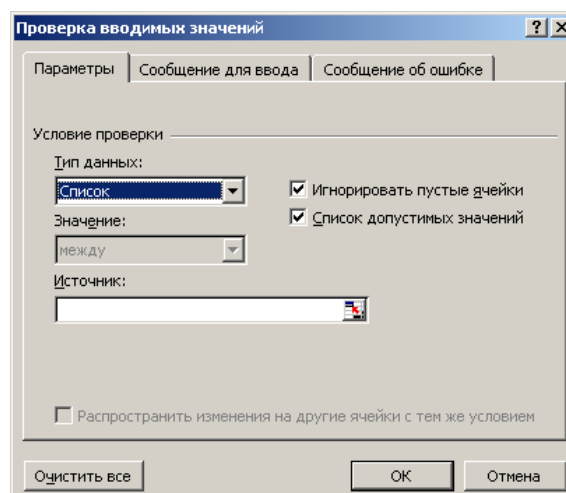 Проверка вводимых значений
Параметры Сообщение для ввода Сообщение об ошибке
Условие проверки
Тип данных:
Список
Игнорировать пустые ячейки
Значение:
Список допустимых значений
между
Источник:
Распространить изменения на другие ячейки с тем же условием
Очистить все ОК Отмена